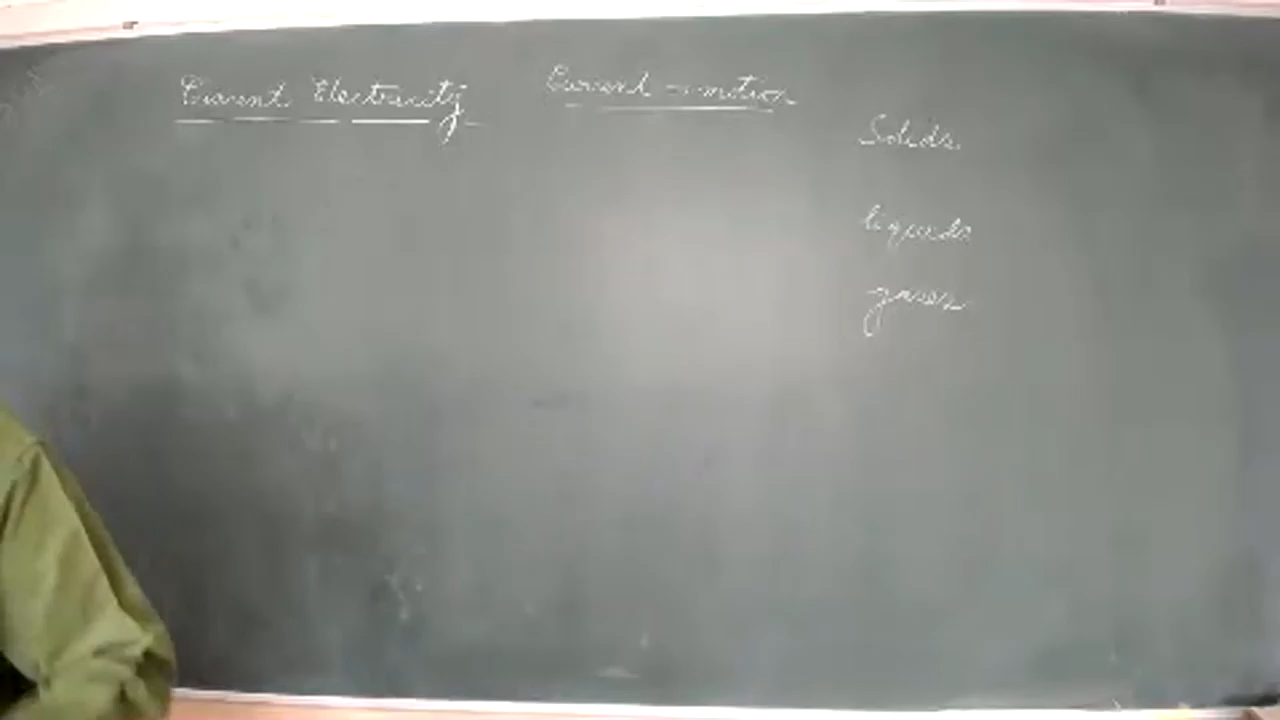 Current Electricity
Current → motion
Solids
liquids
gases